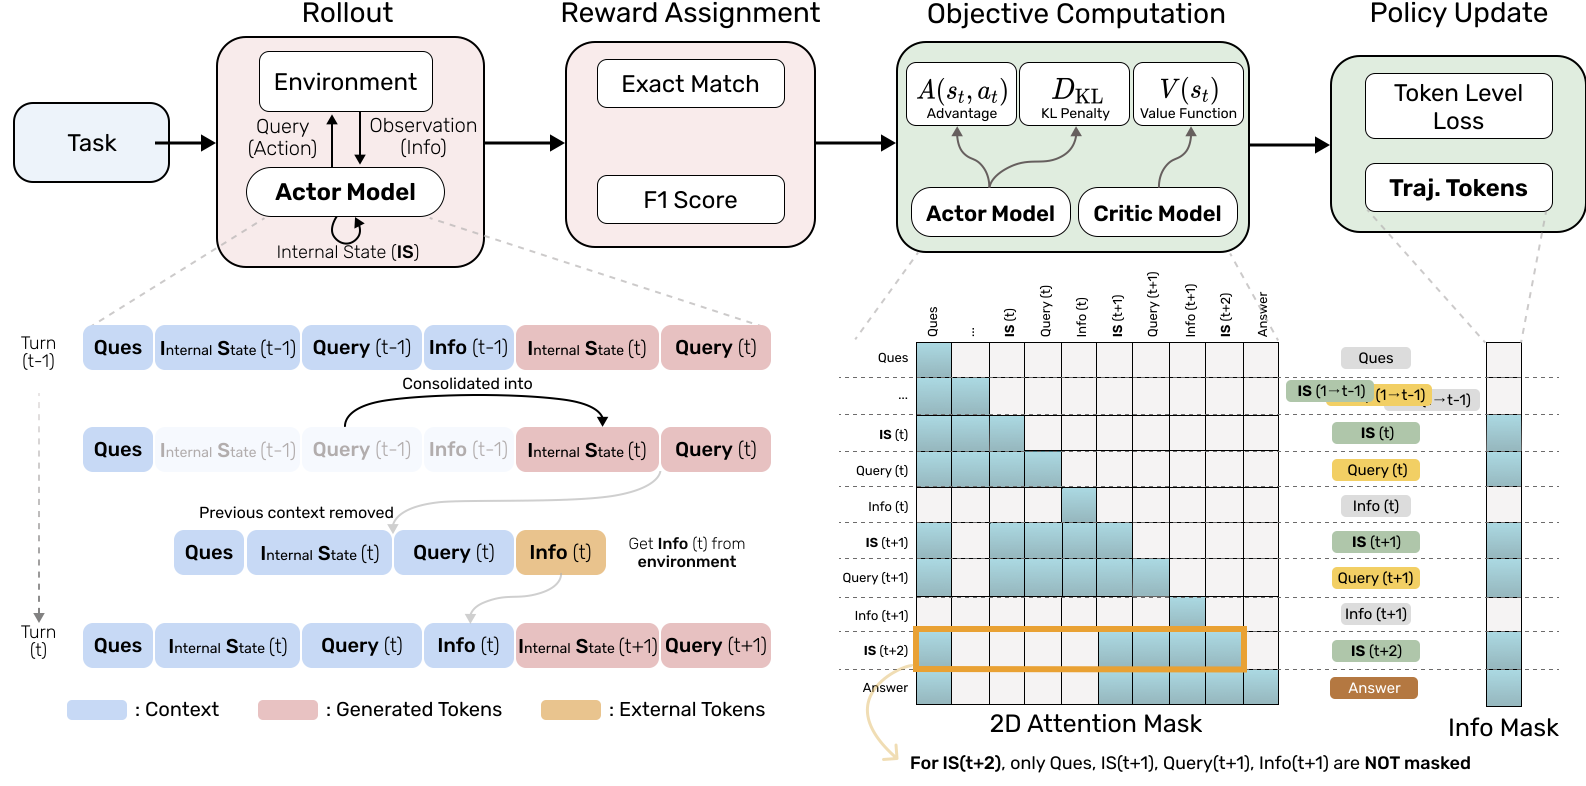 Rollout
Reward Assignment
Objective Computation
Policy Update
Task
Environment
Query
(Action)
Observation
(Info)
Actor Model
Internal State (IS)
Exact Match
F1 Score
A(s_t, a_t)
Advantage
D_KL
KL Penalty
V(s_t)
Value Function
Actor Model
Critic Model
Token Level
Loss
Traj. Tokens
Turn
(t-1)
Ques
Internal State (t-1)
Query (t-1)
Info (t-1)
Internal State (t)
Query (t)
Consolidated into
Ques
Internal State (t-1)
Query (t-1)
Info (t-1)
Internal State (t)
Query (t)
Previous context removed
Ques
Internal State (t)
Query (t)
Info (t)
Get Info (t) from
environment
Turn
(t)
Ques
Internal State (t)
Query (t)
Info (t)
Internal State (t+1)
Query (t+1)
: Context
: Generated Tokens
: External Tokens
Ques
...
IS (t)
Query (t)
Info (t)
IS (t+1)
Query (t+1)
Info (t+1)
IS (t+2)
Answer
Ques
...
IS (t)
Query (t)
Info (t)
IS (t+1)
Query (t+1)
Info (t+1)
IS (t+2)
Answer
2D Attention Mask
Ques
IS (1→t-1)
(1→t-1)
→t-1)
IS (t)
Query (t)
Info (t)
IS (t+1)
Query (t+1)
Info (t+1)
IS (t+2)
Answer
Info Mask
For IS(t+2), only Ques, IS(t+1), Query(t+1), Info(t+1) are NOT masked